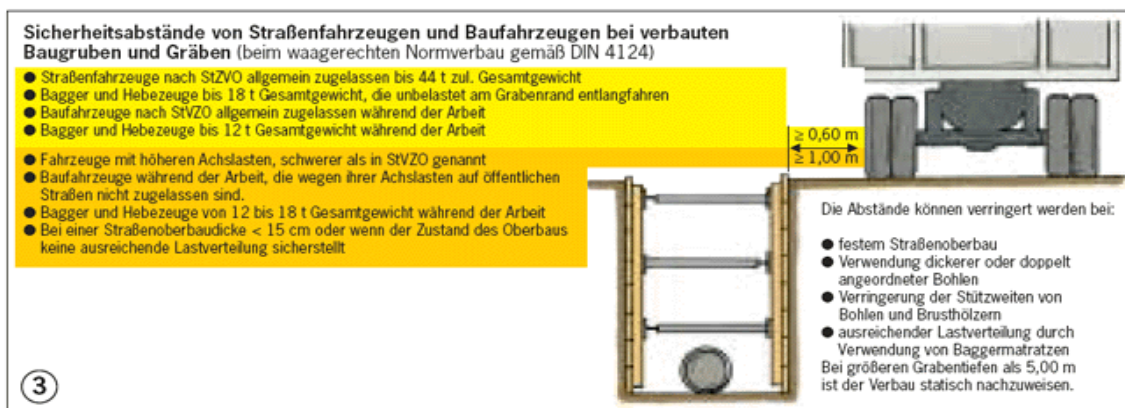 Sicherheitsabstände von Straßenfahrzeugen und Baufahrzeugen bei verbauten
Baugruben und Gräben (beim waagerechten Normverbau gemäß DIN 4124)
● Straßenfahrzeuge nach StZVO allgemein zugelassen bis 44 t zul. Gesamtgewicht
● Bagger und Hebezeuge bis 18 t Gesamtgewicht, die unbelastet am Grabenrand entlangfahren
● Baufahrzeuge nach StVZO allgemein zugelassen während der Arbeit
● Bagger und Hebezeuge bis 12 t Gesamtgewicht während der Arbeit
≥ 0,60 m
≥ 1,00 m
● Fahrzeuge mit höheren Achslasten, schwerer als in StVZO genannt
● Baufahrzeuge während der Arbeit, die wegen ihrer Achslasten auf öffentlichen
Straßen nicht zugelassen sind.
● Bagger und Hebezeuge von 12 bis 18 t Gesamtgewicht während der Arbeit
● Bei einer Straßenoberbaudicke < 15 cm oder wenn der Zustand des Oberbaus
keine ausreichende Lastverteilung sicherstellt
Die Abstände können verringert werden bei:
● festem Straßenoberbau
● Verwendung dickerer oder doppelt
angeordneter Bohlen
● Verringerung der Stützweiten von
Bohlen und Brusthölzern
● ausreichender Lastverteilung durch
Verwendung von Baggermatratzen
Bei größeren Grabentiefen als 5,00 m
ist der Verbau statisch nachzuweisen.
3